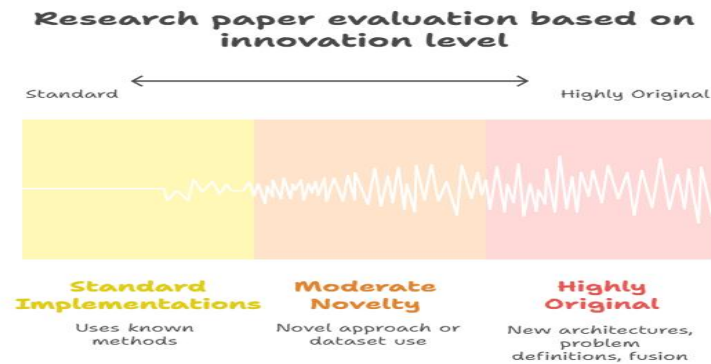 Research paper evaluation based on
innovation level
Standard
Highly Original
Standard
Implementations
Uses known
methods
Moderate
Novelty
Novel approach or
dataset use
Highly
Original
New architectures,
problem
definitions, fusion